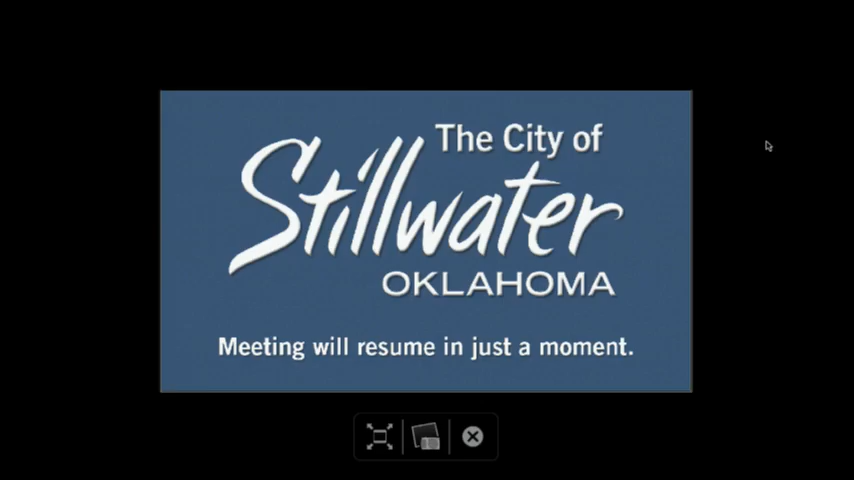 The City of
Stillwater
OKLAHOMA
Meeting will resume in just a moment.